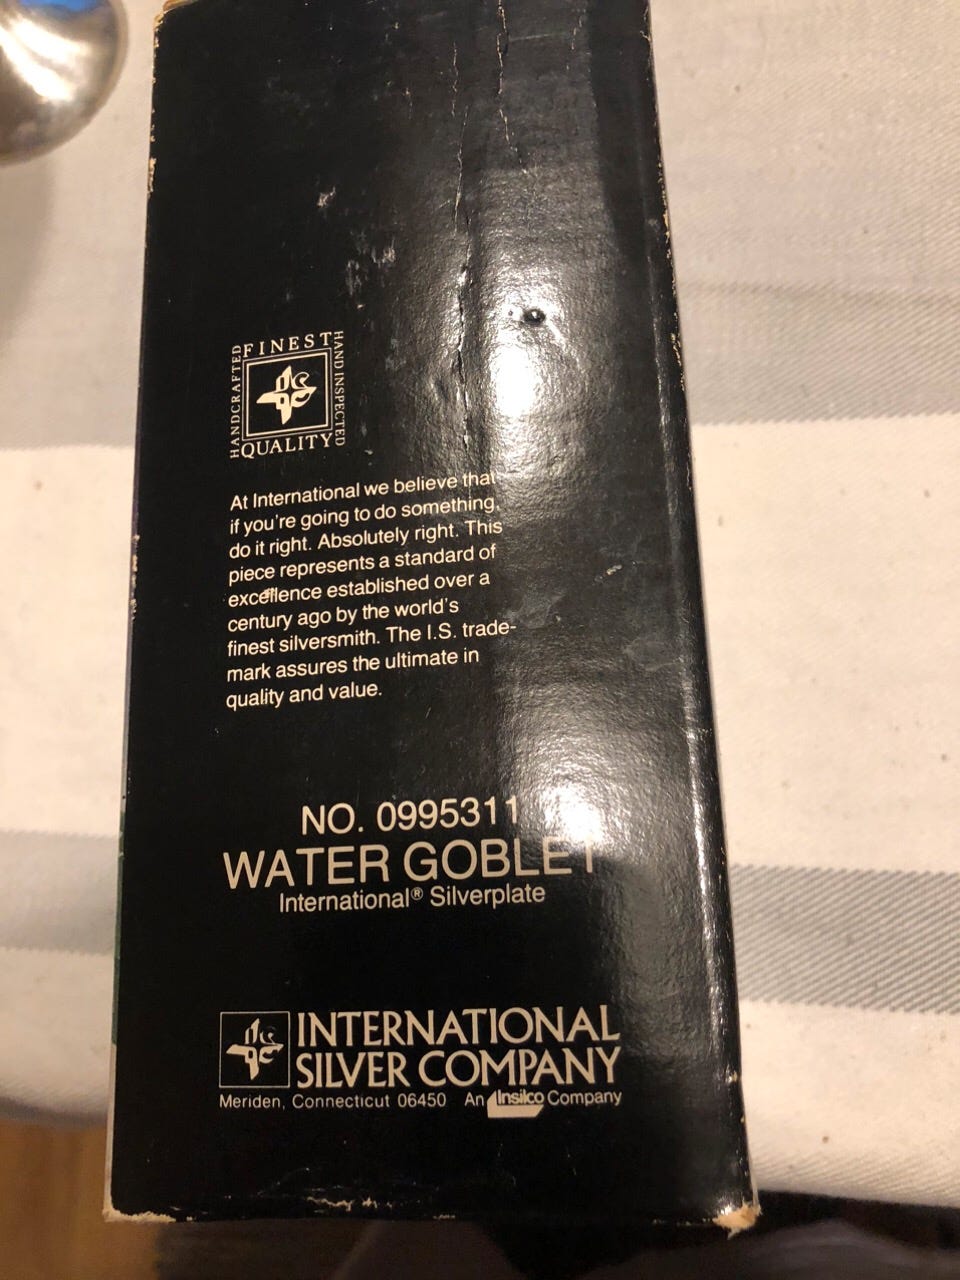 FINEST
HANDCRAFTED
HAND INSPECTED
QUALITY
At International we believe that
if you're going to do something,
do it right. Absolutely right. This
piece represents a standard of
excellence established over a
century ago by the world's
finest silversmith. The I.S. trade-
mark assures the ultimate in
quality and value.
NO. 0995311
WATER GOBLET
International® Silverplate
INTERNATIONAL
SILVER COMPANY
Meriden, Connecticut 06450 An Insilco Company